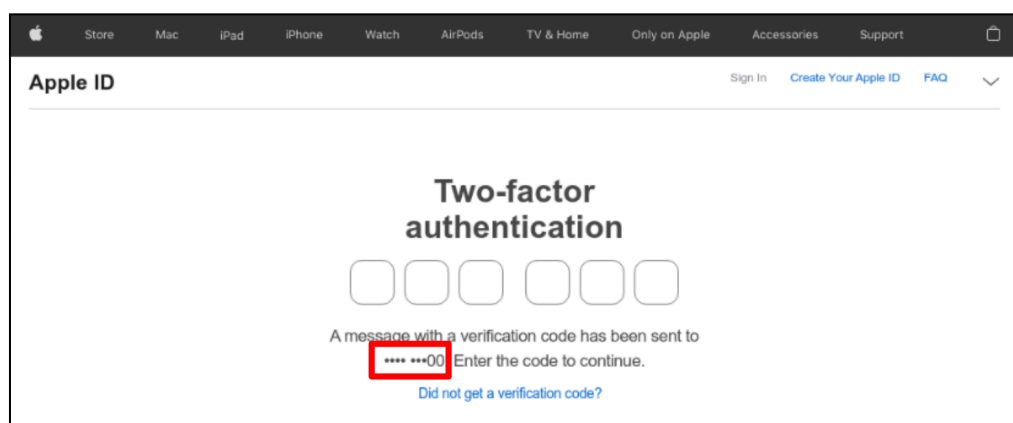 Store Mac iPad iPhone Watch AirPods TV & Home Only on Apple Accessories Support
Apple ID
Sign In Create Your Apple ID FAQ
Two-factor
authentication
A message with a verification code has been sent to
•••• •••00 Enter the code to continue.
Did not get a verification code?